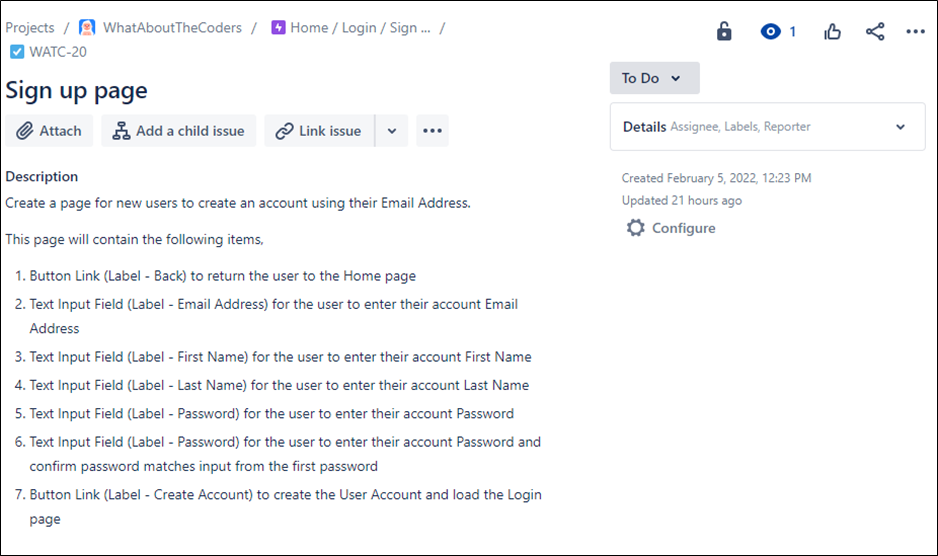 Projects / WhatAboutTheCoders / Home / Login / Sign ... /
WATC-20
1
Sign up page
To Do
Attach
Add a child issue
Link issue
Details Assignee, Labels, Reporter
Description
Create a page for new users to create an account using their Email Address.
This page will contain the following items,
1. Button Link (Label - Back) to return the user to the Home page
2. Text Input Field (Label - Email Address) for the user to enter their account Email
Address
3. Text Input Field (Label - First Name) for the user to enter their account First Name
4. Text Input Field (Label - Last Name) for the user to enter their account Last Name
5. Text Input Field (Label - Password) for the user to enter their account Password
6. Text Input Field (Label - Password) for the user to enter their account Password and
confirm password matches input from the first password
7. Button Link (Label - Create Account) to create the User Account and load the Login
page
Created February 5, 2022, 12:23 PM
Updated 21 hours ago
Configure